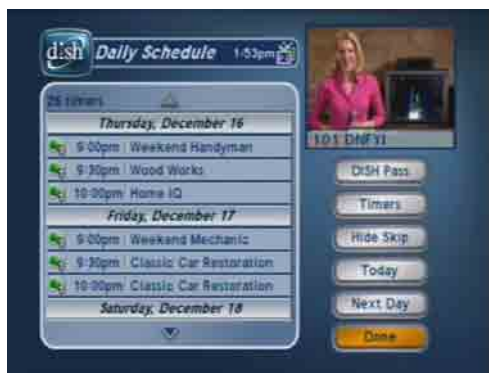 dish Daily Schedule 1:53pm
26 timers
Thursday, December 16
9:00pm Weekend Handyman
9:30pm Wood Works
10:00pm Home IQ
Friday, December 17
9:00pm Weekend Mechanic
9:30pm Classic Car Restoration
10:00pm Classic Car Restoration
Saturday, December 18
101 DNFYI
DISH Pass
Timers
Hide Skip
Today
Next Day
Done